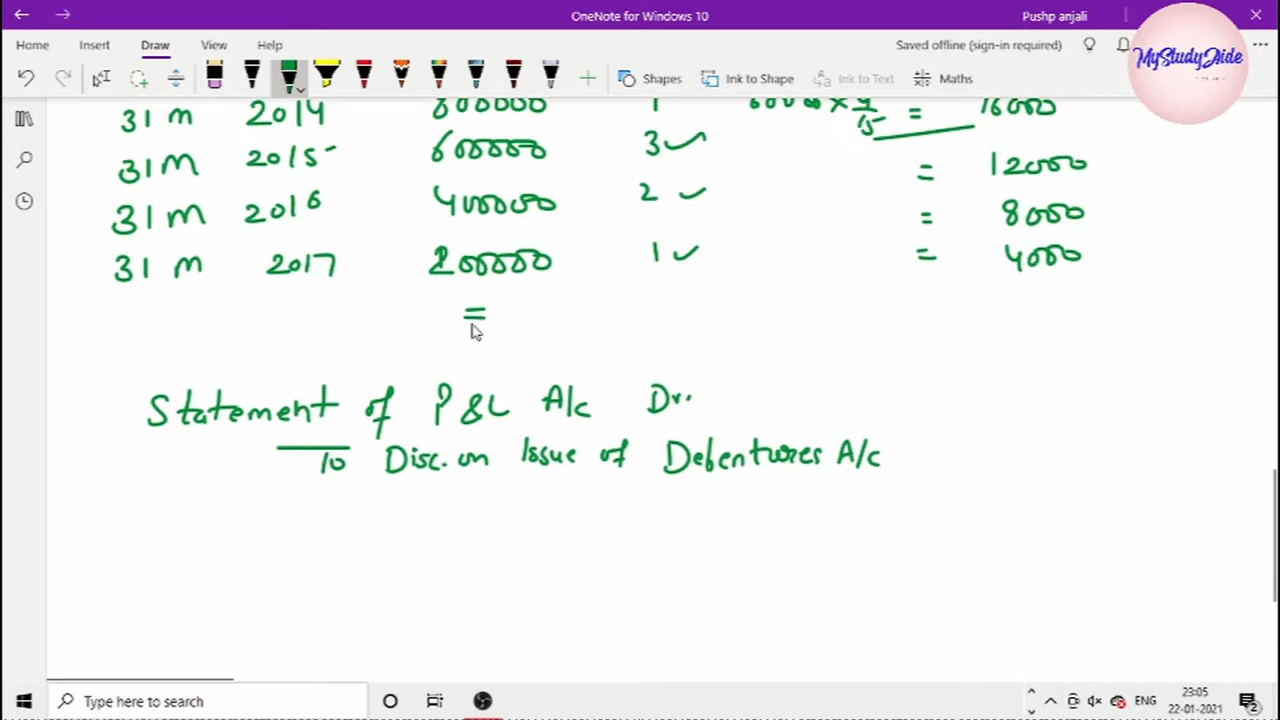 OneNote for Windows 10
Pushp anjali
Home Insert Draw View Help
Saved offline (sign-in required)
MyStudyAide
Shapes Ink to Shape Ink to Text Maths
31 m 2014 800000 = 16000
31 M 2015 600000 3 ✓ = 12000
31 m 2016 400000 2 ✓ = 8000
31 m 2017 200000 1 ✓ = 4000
=
Statement of P & L A/c Dr.
To Disc. on Issue of Debentures A/c
Type here to search
ENG
23:05
22-01-2021
2